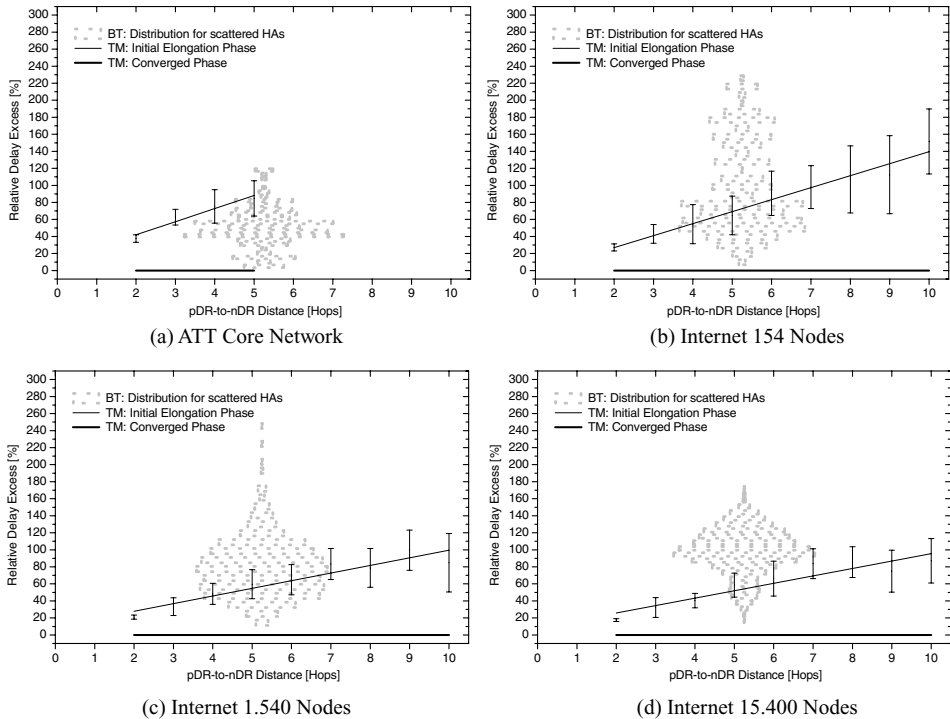 300
280
260
240
220
200
180
160
140
120
100
80
60
40
20
0
Relative Delay Excess [%]
BT: Distribution for scattered HAs
TM: Initial Elongation Phase
TM: Converged Phase
0 1 2 3 4 5 6 7 8 9 10
pDR-to-nDR Distance [Hops]
(a) ATT Core Network
300
280
260
240
220
200
180
160
140
120
100
80
60
40
20
0
Relative Delay Excess [%]
BT: Distribution for scattered HAs
TM: Initial Elongation Phase
TM: Converged Phase
0 1 2 3 4 5 6 7 8 9 10
pDR-to-nDR Distance [Hops]
(b) Internet 154 Nodes
300
280
260
240
220
200
180
160
140
120
100
80
60
40
20
0
Relative Delay Excess [%]
BT: Distribution for scattered HAs
TM: Initial Elongation Phase
TM: Converged Phase
0 1 2 3 4 5 6 7 8 9 10
pDR-to-nDR Distance [Hops]
(c) Internet 1.540 Nodes
300
280
260
240
220
200
180
160
140
120
100
80
60
40
20
0
Relative Delay Excess [%]
BT: Distribution for scattered HAs
TM: Initial Elongation Phase
TM: Converged Phase
0 1 2 3 4 5 6 7 8 9 10
pDR-to-nDR Distance [Hops]
(d) Internet 15.400 Nodes